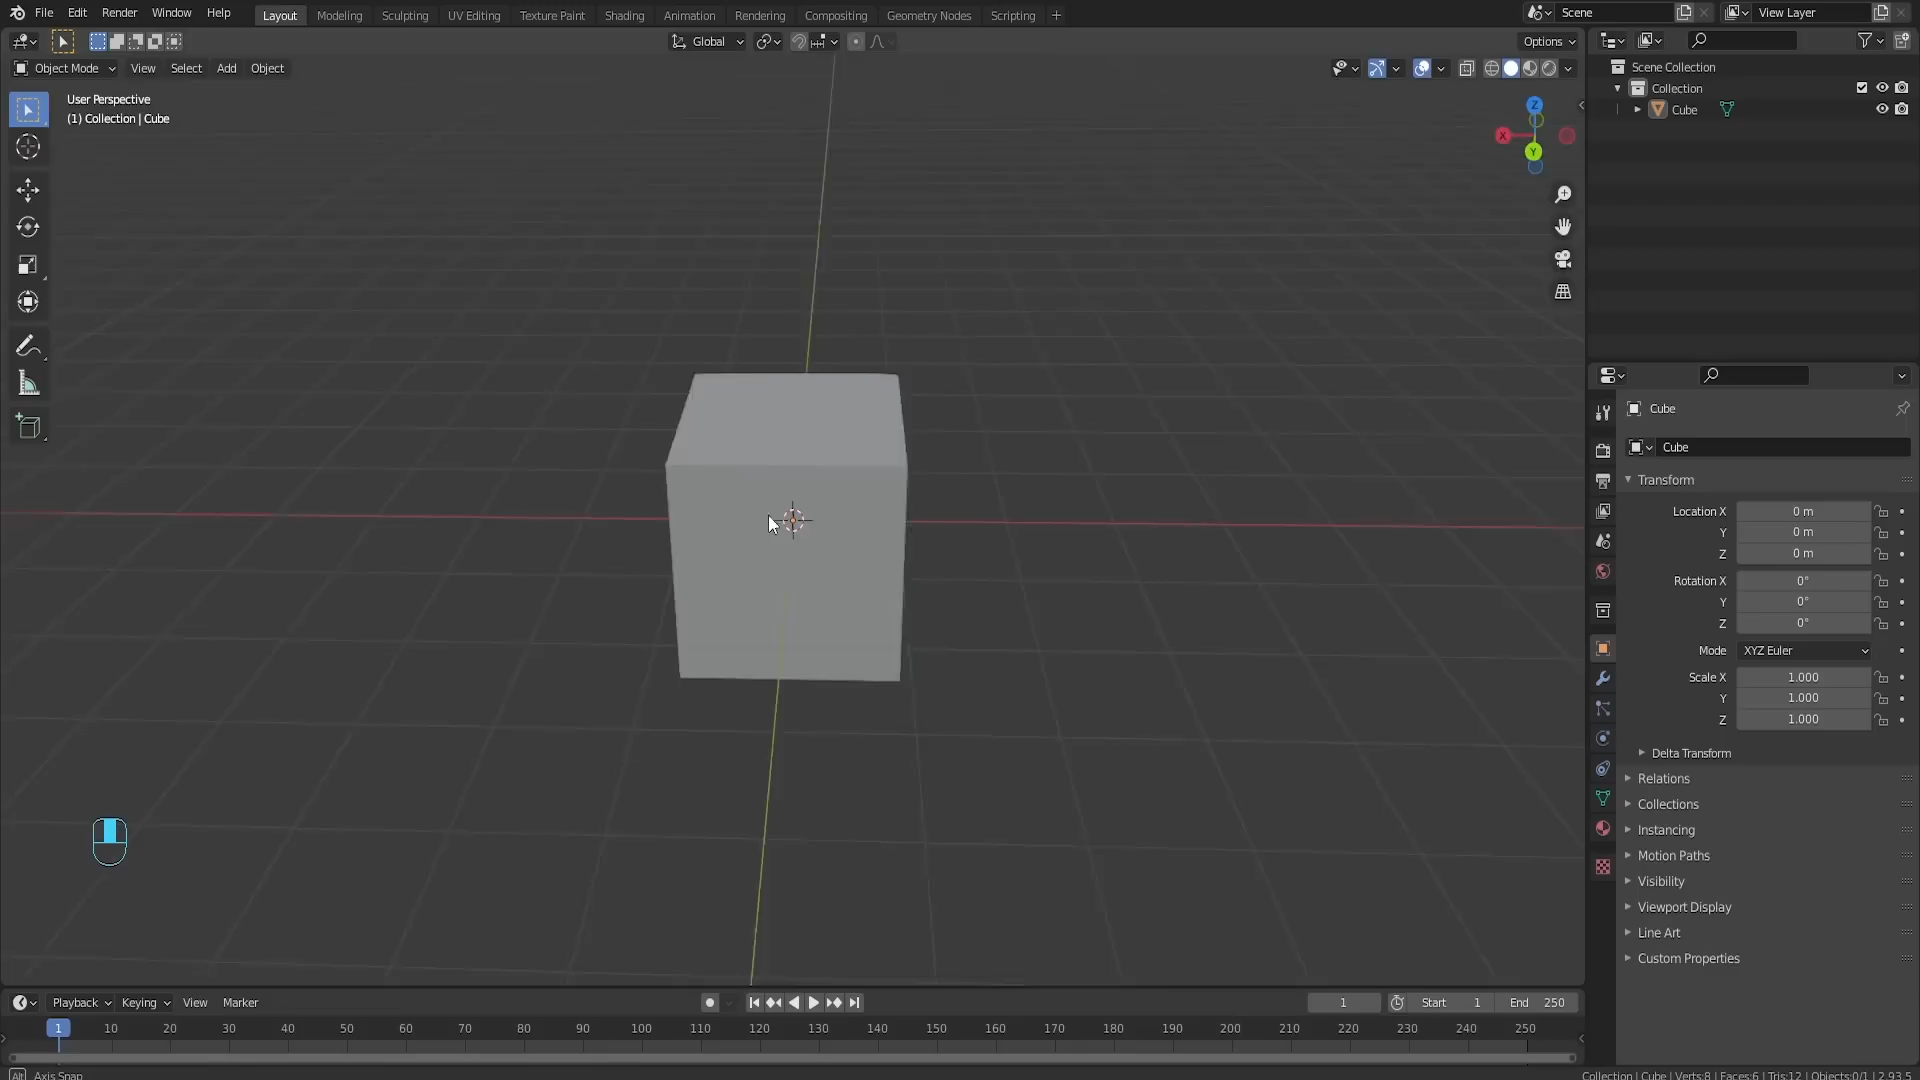 File Edit Render Window Help Layout Modeling Sculpting UV Editing Texture Paint Shading Animation Rendering Compositing Geometry Nodes Scripting + Scene View Layer
Global Options
Object Mode View Select Add Object
User Perspective
(1) Collection | Cube
Z
X
Y
Scene Collection
Collection
Cube
Cube
Cube
Transform
Location X 0 m
Y 0 m
Z 0 m
Rotation X 0°
Y 0°
Z 0°
Mode XYZ Euler
Scale X 1.000
Y 1.000
Z 1.000
Delta Transform
Relations
Collections
Instancing
Motion Paths
Visibility
Viewport Display
Line Art
Custom Properties
Playback Keying View Marker 1 Start 1 End 250
1 10 20 30 40 50 60 70 80 90 100 110 120 130 140 150 160 170 180 190 200 210 220 230 240 250
Alt Axis Snap Collection | Cube | Verts:8 | Faces:6 | Tris:12 | Objects:0/1 | 2.93.5